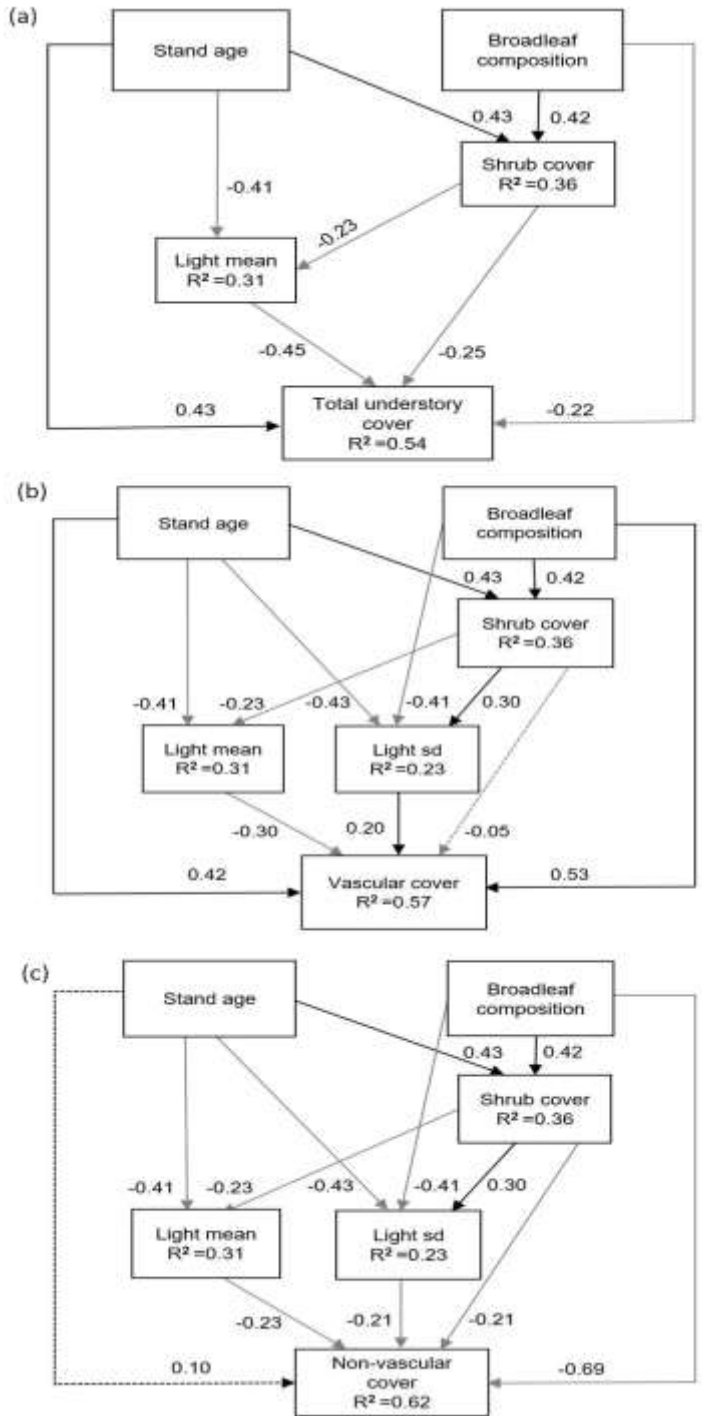 (a)
Stand age
Broadleaf
composition
0.43
0.42
Shrub cover
R² =0.36
-0.41
-0.23
Light mean
R² =0.31
-0.45
-0.25
Total understory
cover
R² =0.54
0.43
-0.22
(b)
Stand age
Broadleaf
composition
0.43
0.42
Shrub cover
R² =0.36
-0.41
-0.23
-0.43
-0.41
0.30
Light mean
R² =0.31
Light sd
R² =0.23
-0.30
0.20
-0.05
0.42
Vascular cover
R² =0.57
0.53
(c)
Stand age
Broadleaf
composition
0.43
0.42
Shrub cover
R² =0.36
-0.41
-0.23
-0.43
-0.41
0.30
Light mean
R² =0.31
Light sd
R² =0.23
-0.23
-0.21
-0.21
0.10
Non-vascular
cover
R² =0.62
-0.69